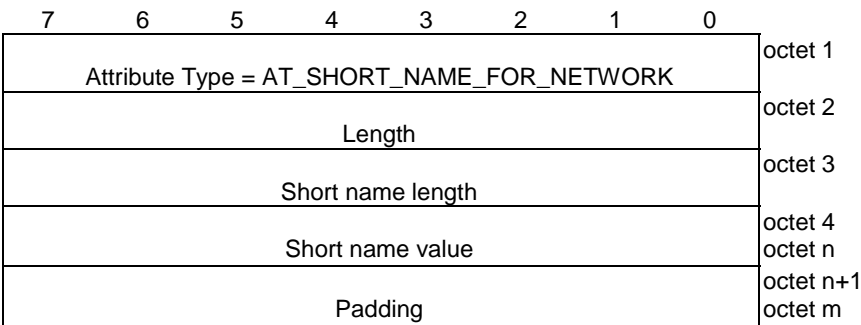 7 6 5 4 3 2 1 0
octet 1
Attribute Type = AT_SHORT_NAME_FOR_NETWORK
octet 2
Length
octet 3
Short name length
octet 4
Short name value octet n
octet n+1
Padding octet m